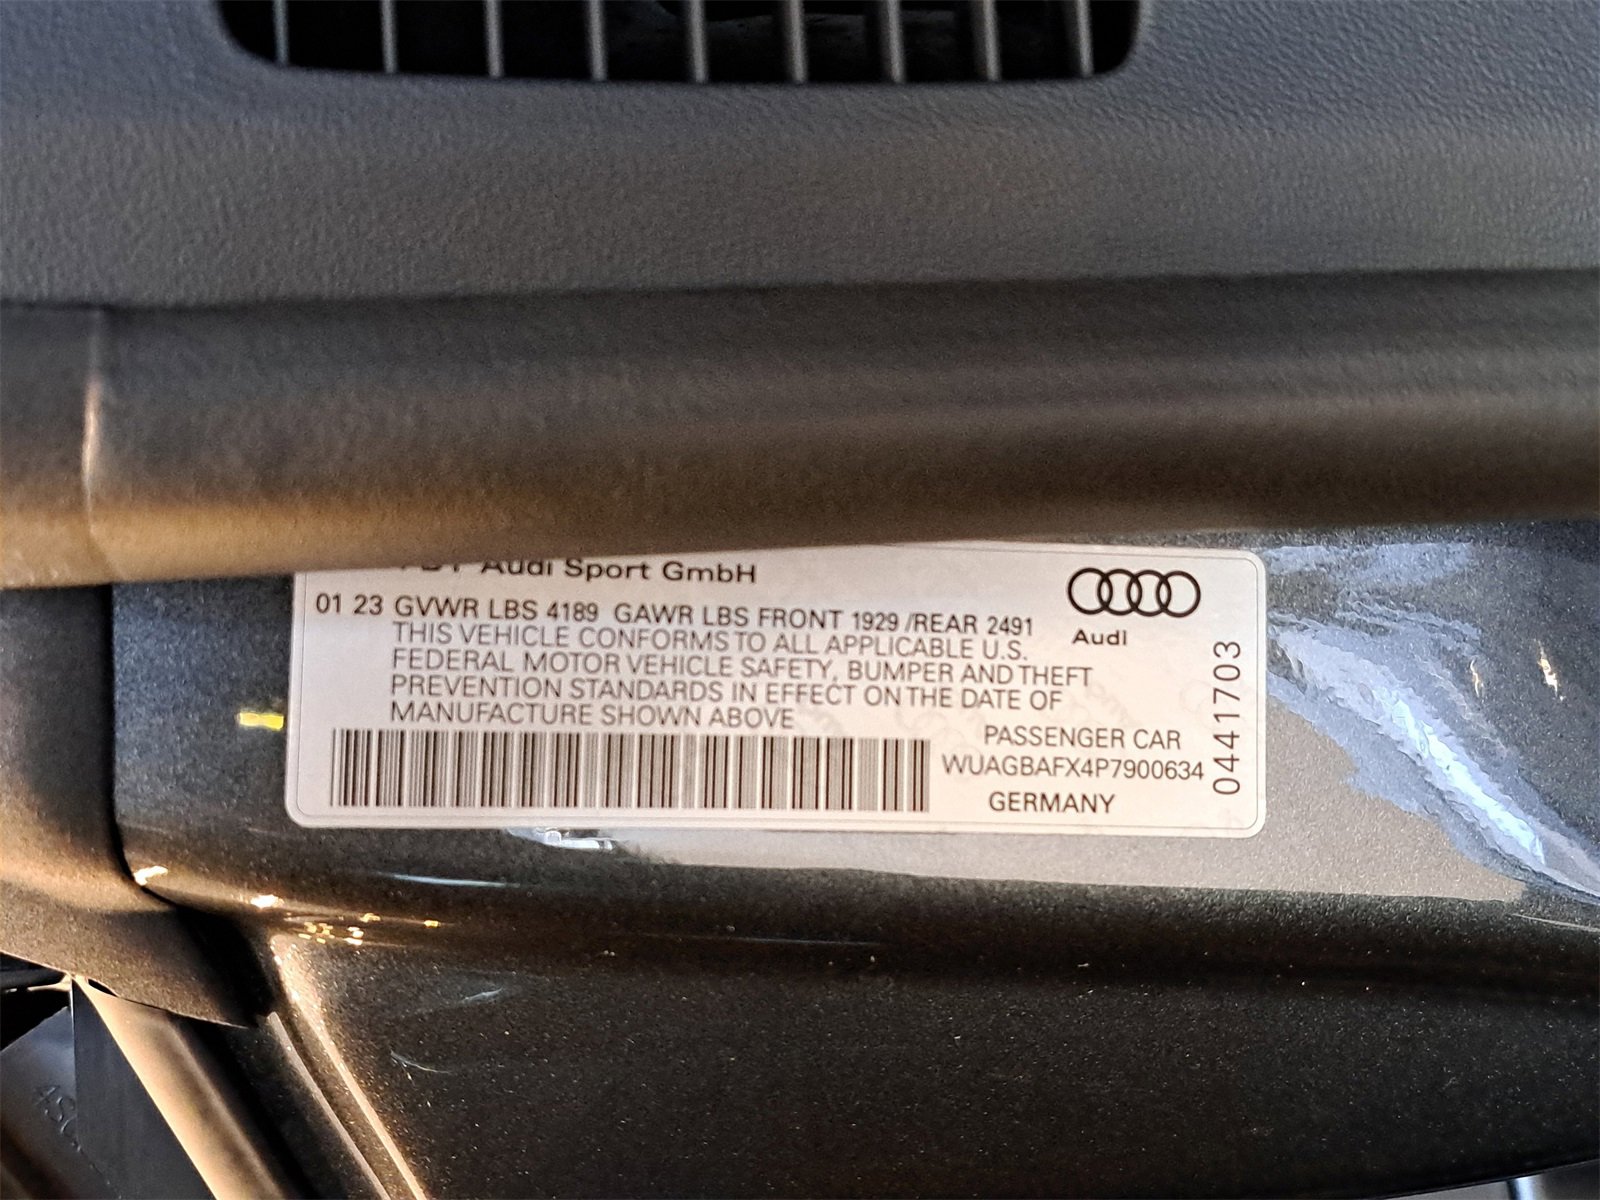 BY Audi Sport GmbH
01 23 GVWR LBS 4189 GAWR LBS FRONT 1929 /REAR 2491
THIS VEHICLE CONFORMS TO ALL APPLICABLE U.S.
FEDERAL MOTOR VEHICLE SAFETY, BUMPER AND THEFT
PREVENTION STANDARDS IN EFFECT ON THE DATE OF
MANUFACTURE SHOWN ABOVE
Audi
PASSENGER CAR
WUAGBAFX4P7900634
GERMANY
0441703